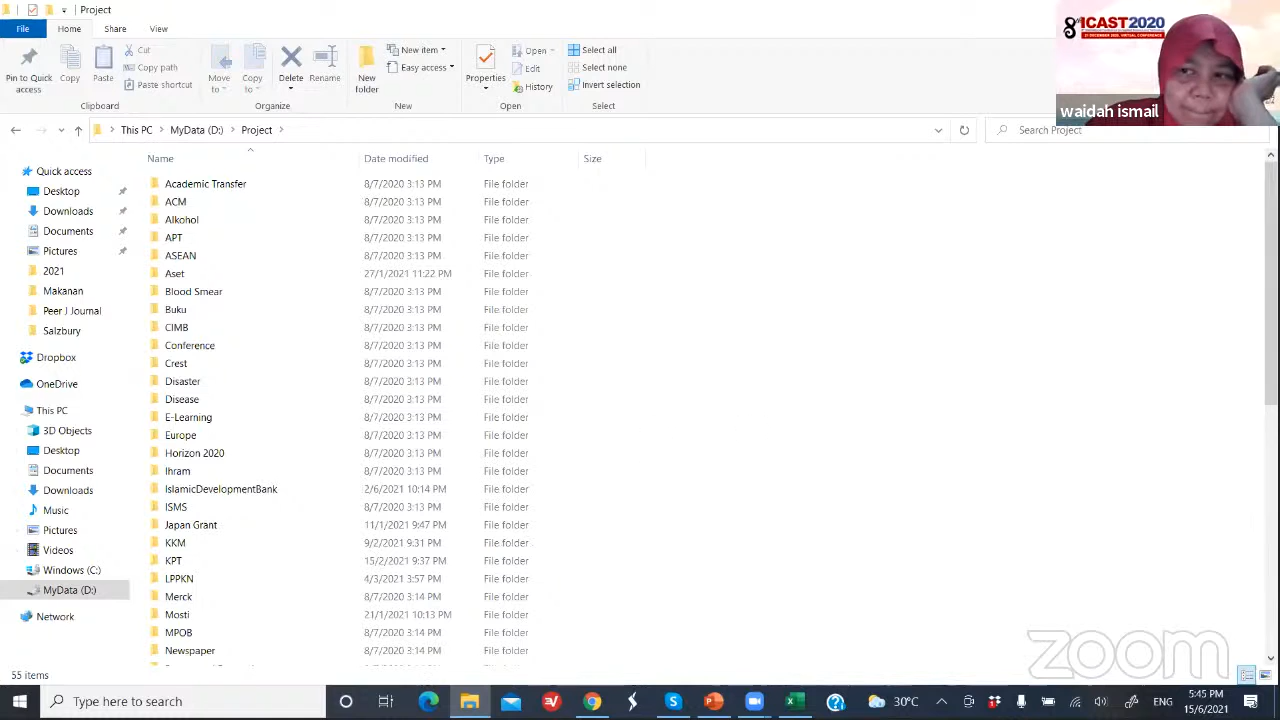 Project
File
Home
Share
View
Cut
Open
Select all
Pin to Quick access
Copy
Paste
Move to
Copy to
Delete
Rename
New folder
Properties
Edit
Select none
Paste shortcut
History
Invert selection
Clipboard
Organize
New
Open
Select
This PC > MyData (D:) > Project >
Search Project
8th ICAST2020
21 DECEMBER 2020, VIRTUAL CONFERENCE
waidah ismail
Name Date modified Type Size
Quick access
Desktop
Downloads
Documents
Pictures
2021
Makanan
Peer J Journal
Salzbury
Dropbox
OneDrive
This PC
3D Objects
Desktop
Documents
Downloads
Music
Pictures
Videos
Windows (C:)
MyData (D:)
Network
Academic Transfer 8/7/2020 3:13 PM File folder
ACM 8/7/2020 3:13 PM File folder
Alkohol 8/7/2020 3:13 PM File folder
APT 8/7/2020 3:13 PM File folder
ASEAN 8/7/2020 3:13 PM File folder
Aset 27/1/2021 11:22 PM File folder
Blood Smear 8/7/2020 3:13 PM File folder
Buku 8/7/2020 3:13 PM File folder
CIMB 8/7/2020 3:13 PM File folder
Conference 8/7/2020 3:13 PM File folder
Crest 8/7/2020 3:13 PM File folder
Disaster 8/7/2020 3:13 PM File folder
Disease 8/7/2020 3:13 PM File folder
E-Learning 8/7/2020 3:13 PM File folder
Europe 8/7/2020 3:13 PM File folder
Horizon 2020 8/7/2020 3:13 PM File folder
Ihram 8/7/2020 3:13 PM File folder
IslamicDevelopmentBank 2/6/2021 10:14 PM File folder
ISMS 8/7/2020 3:13 PM File folder
Japan Grant 11/1/2021 9:47 PM File folder
KKM 9/2/2021 9:31 PM File folder
KPT 15/2/2021 9:37 PM File folder
LPPKN 4/3/2021 3:57 PM File folder
Merck 8/7/2020 3:14 PM File folder
Mosti 21/1/2021 10:13 PM File folder
MPOB 8/7/2020 3:14 PM File folder
Newspaper 8/7/2020 3:14 PM File folder
zoom
55 items
Type here to search
30°C
ENG
5:45 PM
15/6/2021